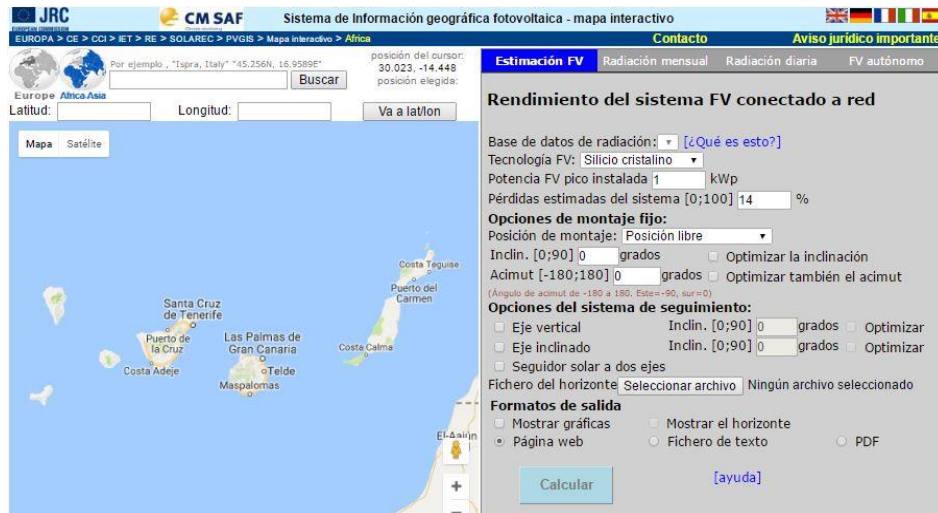 JRC
EUROPEAN COMMISSION
CM SAF
Sistema de Información geográfica fotovoltaica - mapa interactivo
EUROPA > CE > CCI > IET > RE > SOLAREC > PVGIS > Mapa interactivo > Africa
Contacto
Aviso jurídico importante
Europe
Africa-Asia
Por ejemplo , "Ispra, Italy" "45.256N, 16.9589E"
Buscar
posición del cursor:
30.023, -14.448
posición elegida:
Latitud:
Longitud:
Va a lat/lon
Mapa
Satélite
Costa Teguise
Puerto del
Carmen
Santa Cruz
de Tenerife
Puerto de
la Cruz
Las Palmas de
Gran Canaria
Costa Calma
Costa Adeje
Telde
Maspalomas
El-Aaiún
+
Estimación FV
Radiación mensual
Radiación diaria
FV autónomo
Rendimiento del sistema FV conectado a red
Base de datos de radiación: [¿Qué es esto?]
Tecnología FV: Silicio cristalino
Potencia FV pico instalada 1 kWp
Pérdidas estimadas del sistema [0;100] 14 %
Opciones de montaje fijo:
Posición de montaje: Posición libre
Inclin. [0;90] 0 grados Optimizar la inclinación
Acimut [-180;180] 0 grados Optimizar también el acimut
(Ángulo de acimut de -180 a 180, Este=-90, sur=0)
Opciones del sistema de seguimiento:
Eje vertical Inclin. [0;90] 0 grados Optimizar
Eje inclinado Inclin. [0;90] 0 grados Optimizar
Seguidor solar a dos ejes
Fichero del horizonte Seleccionar archivo Ningún archivo seleccionado
Formatos de salida
Mostrar gráficas Mostrar el horizonte
Página web Fichero de texto PDF
Calcular
[ayuda]